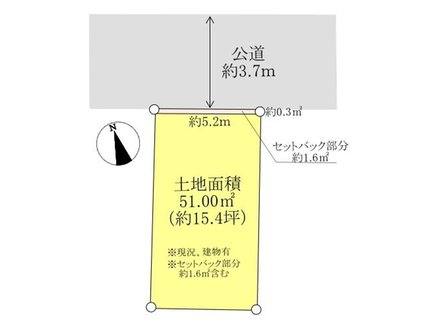 公道
約3.7m
約0.3㎡
約5.2m
セットバック部分
約1.6㎡
N
土地面積
51.00㎡
(約15.4坪)
※現況、建物有
※セットバック部分
約1.6㎡含む